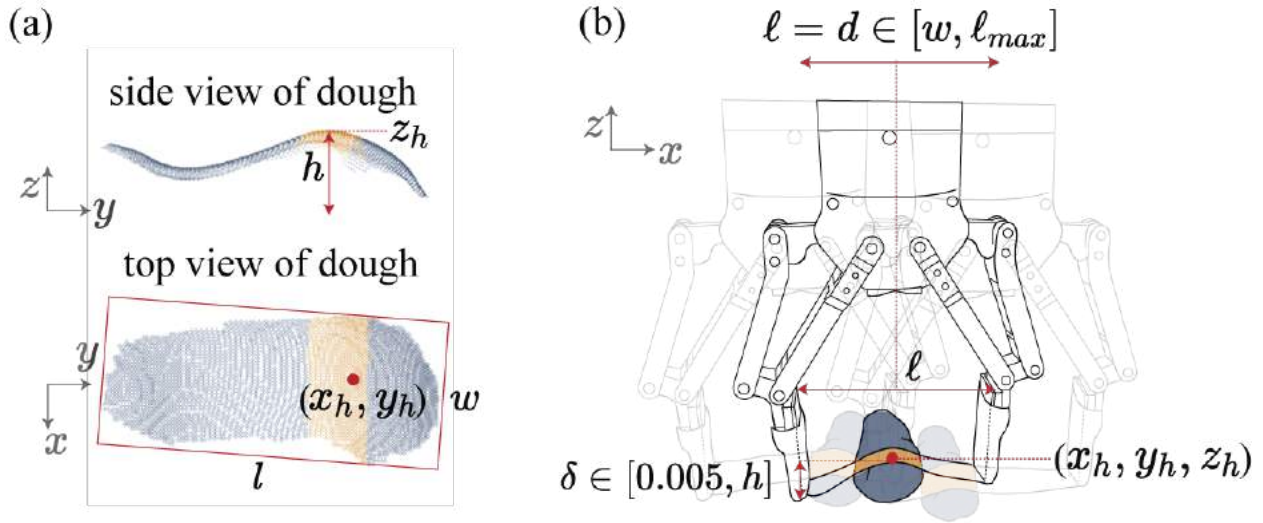 (a)
side view of dough
z_h
h
z
y
top view of dough
y
(x_h, y_h)
w
x
l
(b)
ℓ = d ∈ [w, ℓ_max]
z
x
ℓ
(x_h, y_h, z_h)
δ ∈ [0.005, h]